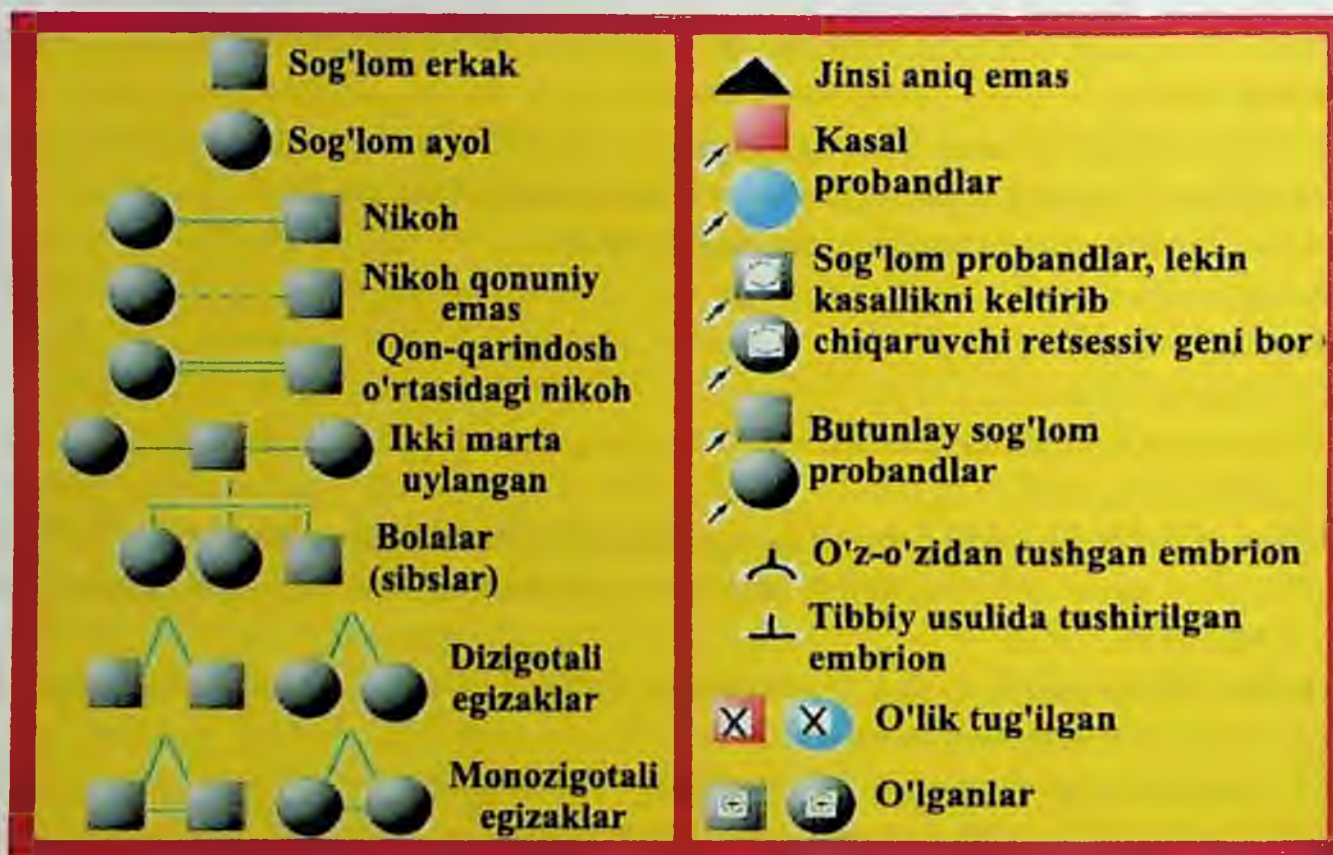 Sog'lom erkak
Sog'lom ayol
Nikoh
Nikoh qonuniy
emas
Qon-qarindosh
o'rtasidagi nikoh
Ikki marta
uylangan
Bolalar
(sibslar)
Dizigotali
egizaklar
Monozigotali
egizaklar
Jinsi aniq emas
Kasal
probandlar
Sog'lom probandlar, lekin
kasallikni keltirib
chiqaruvchi retsessiv geni bor
Butunlay sog'lom
probandlar
O'z-o'zidan tushgan embrion
Tibbiy usulida tushirilgan
embrion
X X O'lik tug'ilgan
O'lganlar